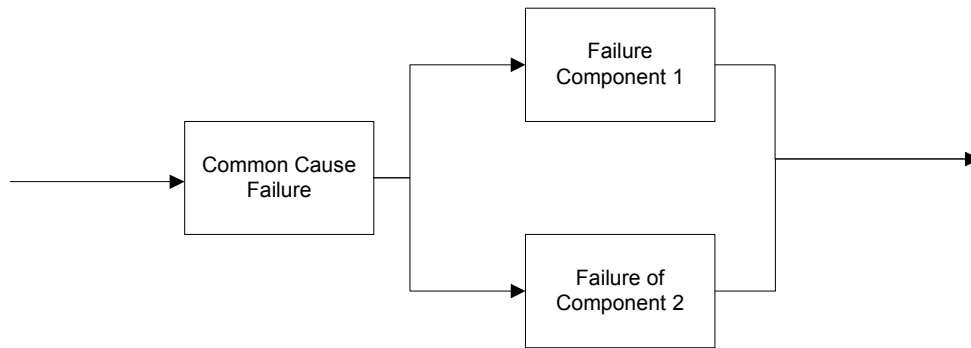 Common Cause
Failure
Failure
Component 1
Failure of
Component 2